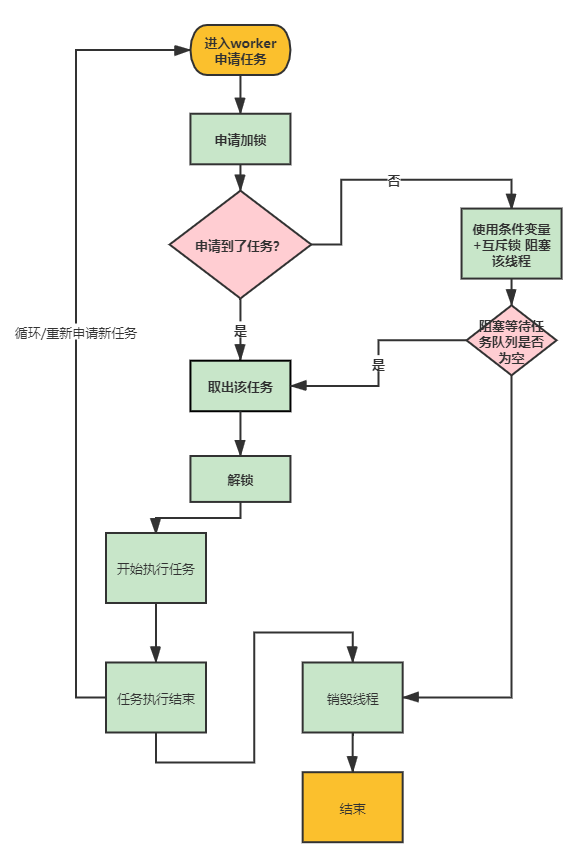 进入worker
申请任务
申请加锁
申请到了任务?
否
使用条件变量
+互斥锁 阻塞
该线程
阻塞等待任
务队列是否
为空
循环/重新申请新任务
是
是
取出该任务
解锁
开始执行任务
任务执行结束
销毁线程
结束